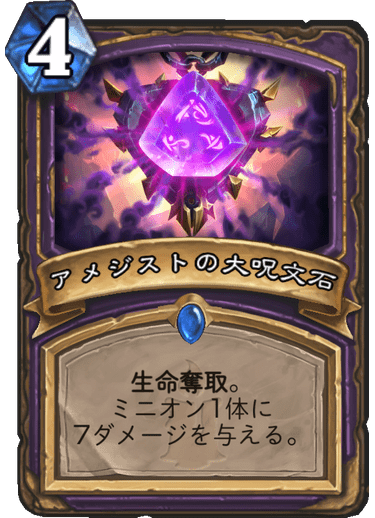 4
アメジストの大呪文石
生命奪取。
ミニオン1体に
7ダメージを与える。